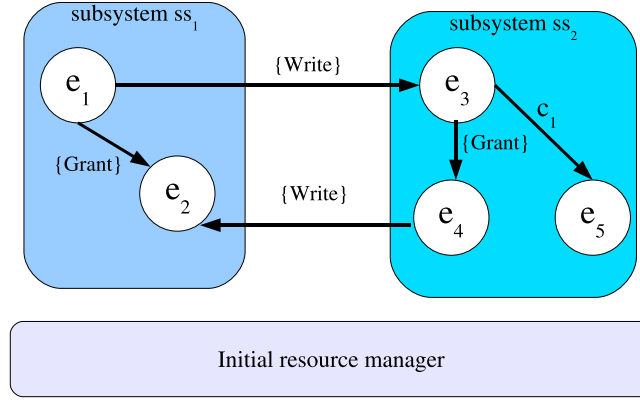 subsystem ss₁
subsystem ss₂
{Write}
e₁
e₃
c₁
{Grant}
{Grant}
e₂
{Write}
e₄
e₅
Initial resource manager